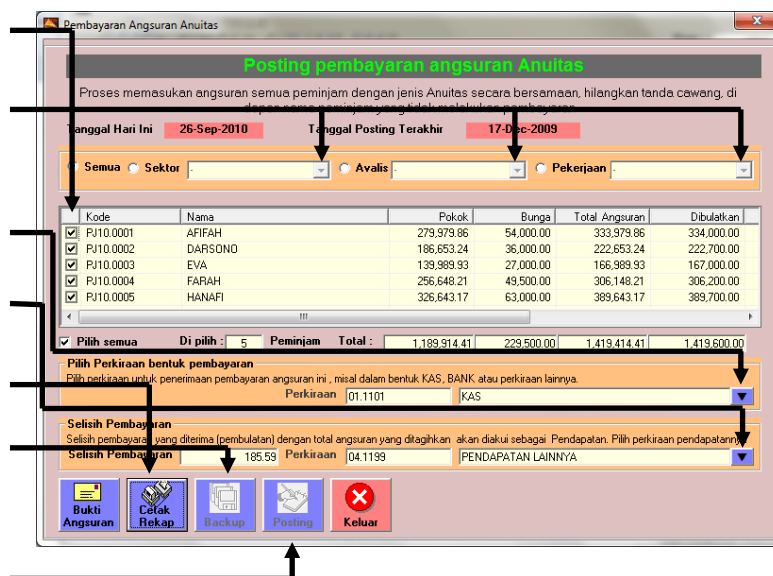 Pembayaran Angsuran Anuitas
Posting pembayaran angsuran Anuitas
Proses memasukan angsuran semua peminjam dengan jenis Anuitas secara bersamaan, hilangkan tanda cawang, di
depan nama peminjam yang tidak melakukan pembayaran
Tanggal Hari Ini 26-Sep-2010 Tanggal Posting Terakhir 17-Dec-2009
Semua Sektor - Avalis - Pekerjaan -
Kode Nama Pokok Bunga Total Angsuran Dibulatkan
PJ10.0001 AFIFAH 279,979.86 54,000.00 333,979.86 334,000.00
PJ10.0002 DARSONO 186,653.24 36,000.00 222,653.24 222,700.00
PJ10.0003 EVA 139,989.93 27,000.00 166,989.93 167,000.00
PJ10.0004 FARAH 256,648.21 49,500.00 306,148.21 306,200.00
PJ10.0005 HANAFI 326,643.17 63,000.00 389,643.17 389,700.00
Pilih semua Di pilih : 5 Peminjam Total : 1,189,914.41 229,500.00 1,419,414.41 1,419,600.00
Pilih Perkiraan bentuk pembayaran
Pilih perkiraan untuk penerimaan pembayaran angsuran ini , misal dalam bentuk KAS, BANK atau perkiraan lainnya.
Perkiraan 01.1101 KAS
Selisih Pembayaran
Selisih pembayaran yang diterima (pembulatan) dengan total angsuran yang ditagihkan akan diakui sebagai Pendapatan. Pilih perkiraan pendapatannya
Selisih Pembayaran 185.59 Perkiraan 04.1199 PENDAPATAN LAINNYA
Bukti Angsuran
Cetak Rekap
Backup
Posting
Keluar